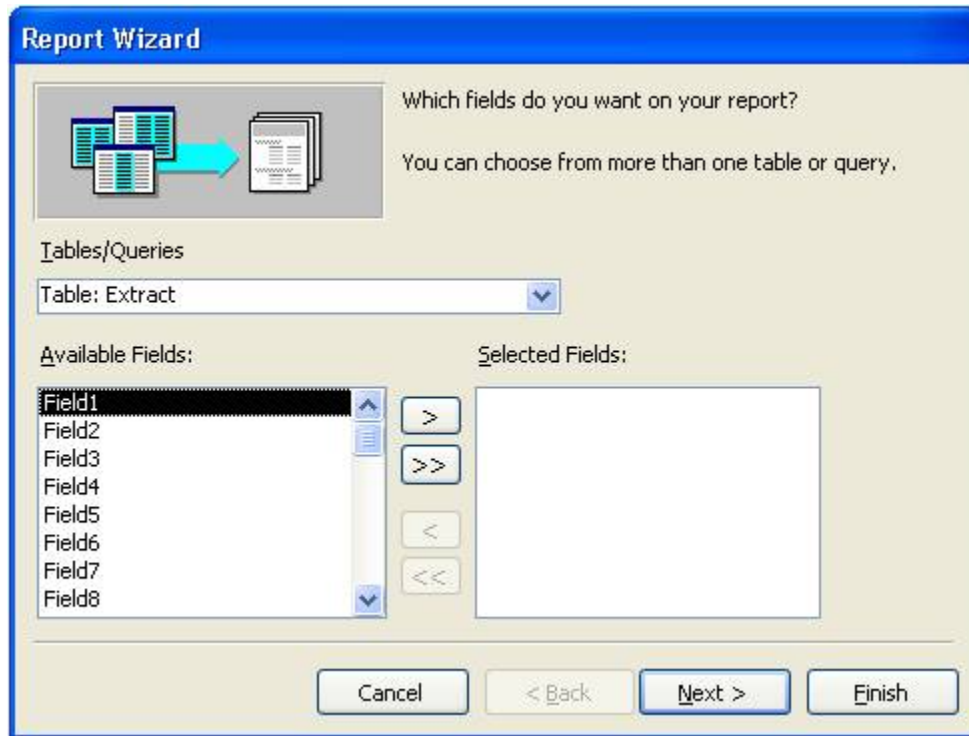 Report Wizard
Which fields do you want on your report?
You can choose from more than one table or query.
Tables/Queries
Table: Extract
Available Fields:
Selected Fields:
Field1
Field2
Field3
Field4
Field5
Field6
Field7
Field8
>
>>
<
<<
Cancel
< Back
Next >
Finish